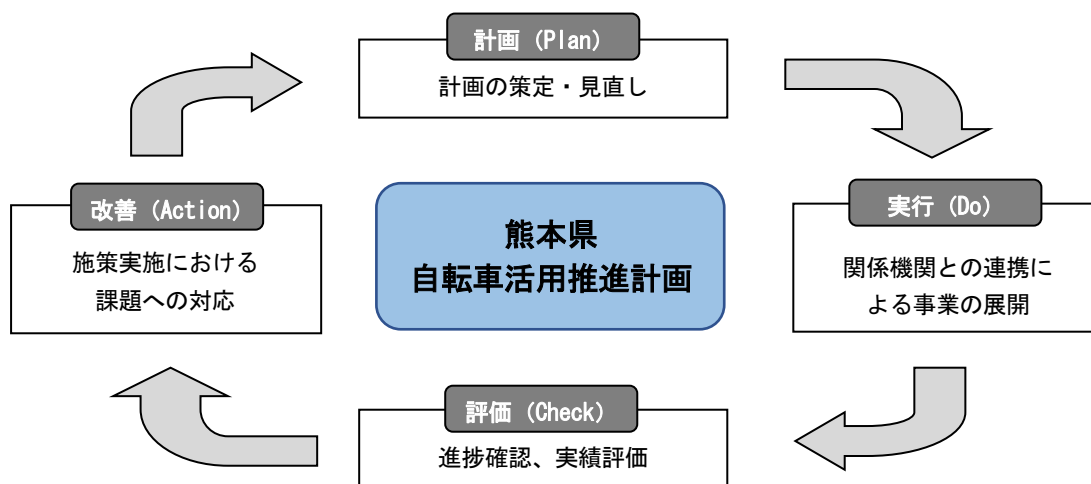 計画（Plan）
計画の策定・見直し
改善（Action）
施策実施における
課題への対応
熊本県
自転車活用推進計画
実行（Do）
関係機関との連携に
よる事業の展開
評価（Check）
進捗確認、実績評価